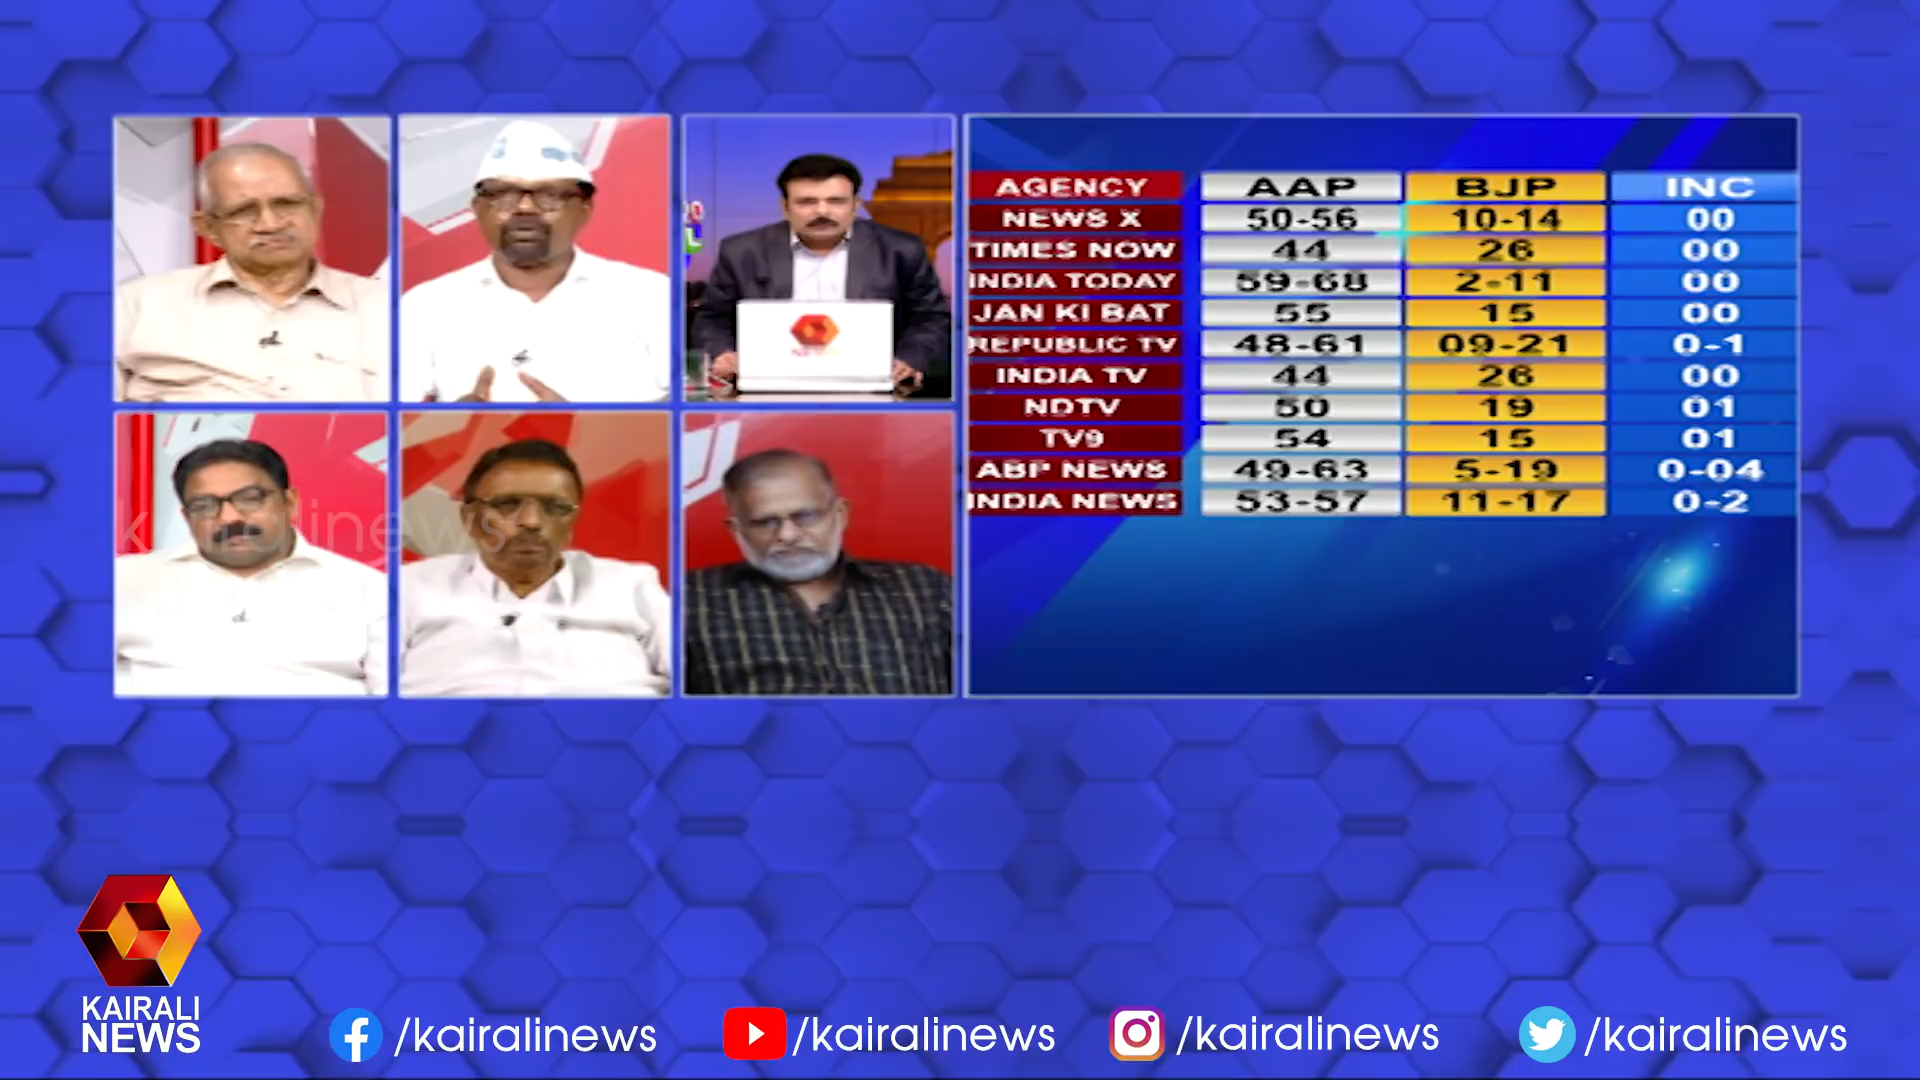 AGENCY AAP BJP INC
NEWS X 50-56 10-14 00
TIMES NOW 44 26 00
INDIA TODAY 59-68 2-11 00
JAN KI BAT 55 15 00
REPUBLIC TV 48-61 09-21 0-1
INDIA TV 44 26 00
NDTV 50 19 01
TV9 54 15 01
ABP NEWS 49-63 5-19 0-04
INDIA NEWS 53-57 11-17 0-2
kairalinews
KAIRALI
NEWS
/kairalinews /kairalinews /kairalinews /kairalinews